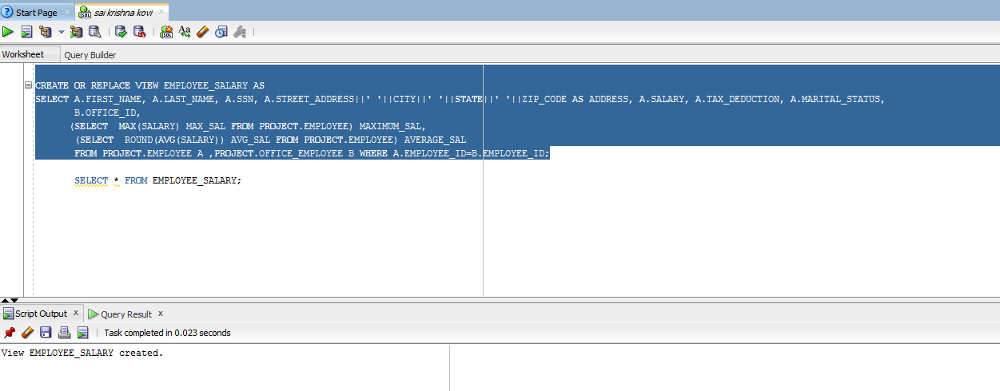 Start Page sai krishna kovi
Worksheet Query Builder
CREATE OR REPLACE VIEW EMPLOYEE_SALARY AS
SELECT A.FIRST_NAME, A.LAST_NAME, A.SSN, A.STREET_ADDRESS||' '||CITY||' '||STATE||' '||ZIP_CODE AS ADDRESS, A.SALARY, A.TAX_DEDUCTION, A.MARITAL_STATUS,
B.OFFICE_ID,
(SELECT  MAX(SALARY) MAX_SAL FROM PROJECT.EMPLOYEE) MAXIMUM_SAL,
(SELECT  ROUND(AVG(SALARY)) AVG_SAL FROM PROJECT.EMPLOYEE) AVERAGE_SAL
FROM PROJECT.EMPLOYEE A ,PROJECT.OFFICE_EMPLOYEE B WHERE A.EMPLOYEE_ID=B.EMPLOYEE_ID;
SELECT * FROM EMPLOYEE_SALARY;
Script Output x Query Result x
Task completed in 0.023 seconds
View EMPLOYEE_SALARY created.